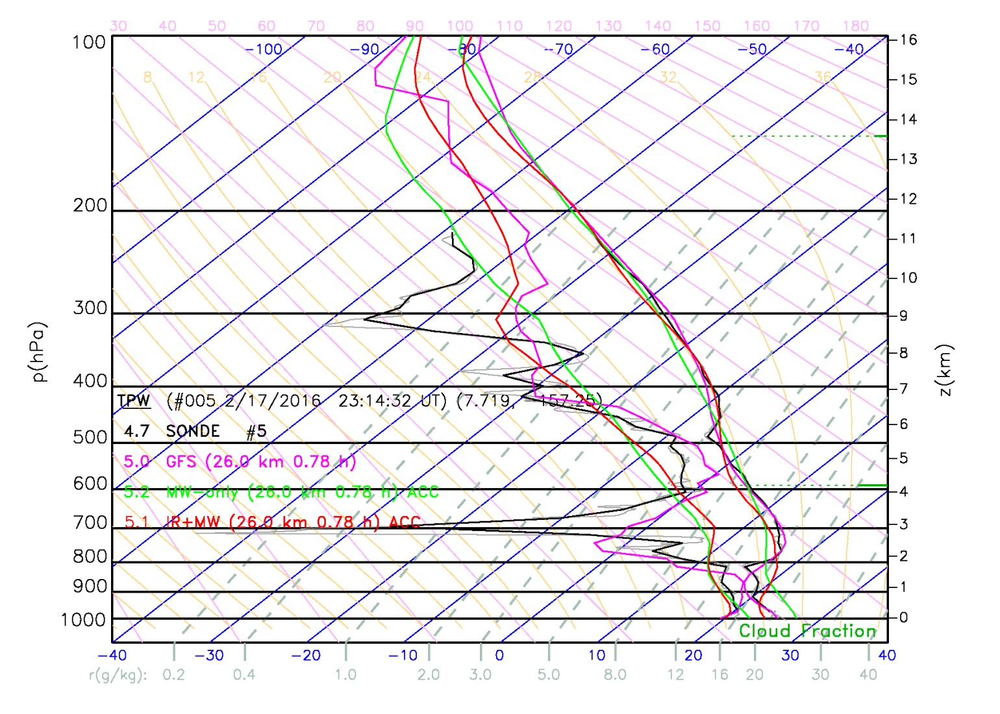 30 40 50 60 70 80 90 100 110 120 130 140 150 160 170 180
100 -100 -90 -80 -70 -60 -50 -40 16
8 12 16 20 24 28 32 36 15
14
13
12
200
11
10
300 9
8
p(hPa) z(km)
400 7
TPW (#005 2/17/2016 23:14:32 UT) (7.719, -157.25)
6
4.7 SONDE #5
500
5.0 GFS (26.0 km 0.78 h) 5
600
5.2 MW-only (26.0 km 0.78 h) ACC 4
700 5.1 IR+MW (26.0 km 0.78 h) ACC 3
800 2
900 1
1000 0
Cloud Fraction
-40 -30 -20 -10 0 10 20 30 40
r(g/kg): 0.2 0.4 1.0 2.0 3.0 5.0 8.0 12 16 20 30 40